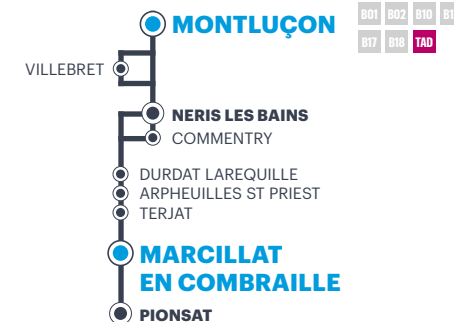 MONTLUÇON
B01 B02 B10
B17 B18 TAD
VILLEBRET
NERIS LES BAINS
COMMENTRY
DURDAT LAREQUILLE
ARPHEUILLES ST PRIEST
TERJAT
MARCILLAT
EN COMBRAILLE
PIONSAT